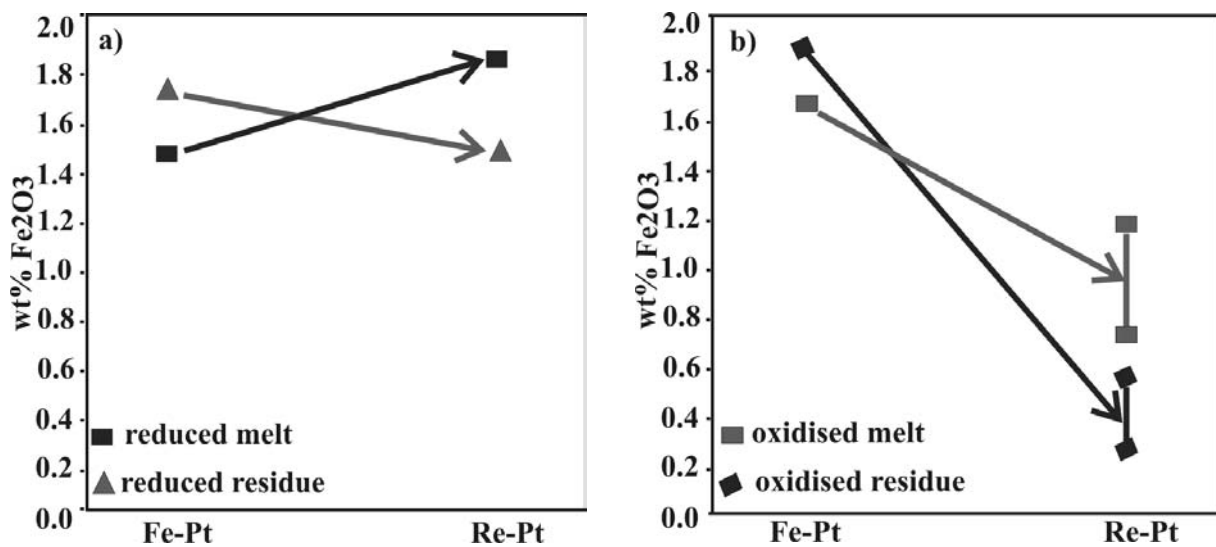 a)
wt% Fe2O3
2.0
1.8
1.6
1.4
1.2
1.0
0.8
0.6
0.4
0.2
0.0
reduced melt
reduced residue
Fe-Pt
Re-Pt
b)
wt% Fe2O3
2.0
1.8
1.6
1.4
1.2
1.0
0.8
0.6
0.4
0.2
0.0
oxidised melt
oxidised residue
Fe-Pt
Re-Pt